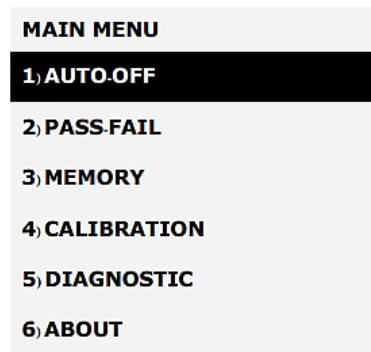 MAIN MENU
1) AUTO-OFF
2) PASS-FAIL
3) MEMORY
4) CALIBRATION
5) DIAGNOSTIC
6) ABOUT